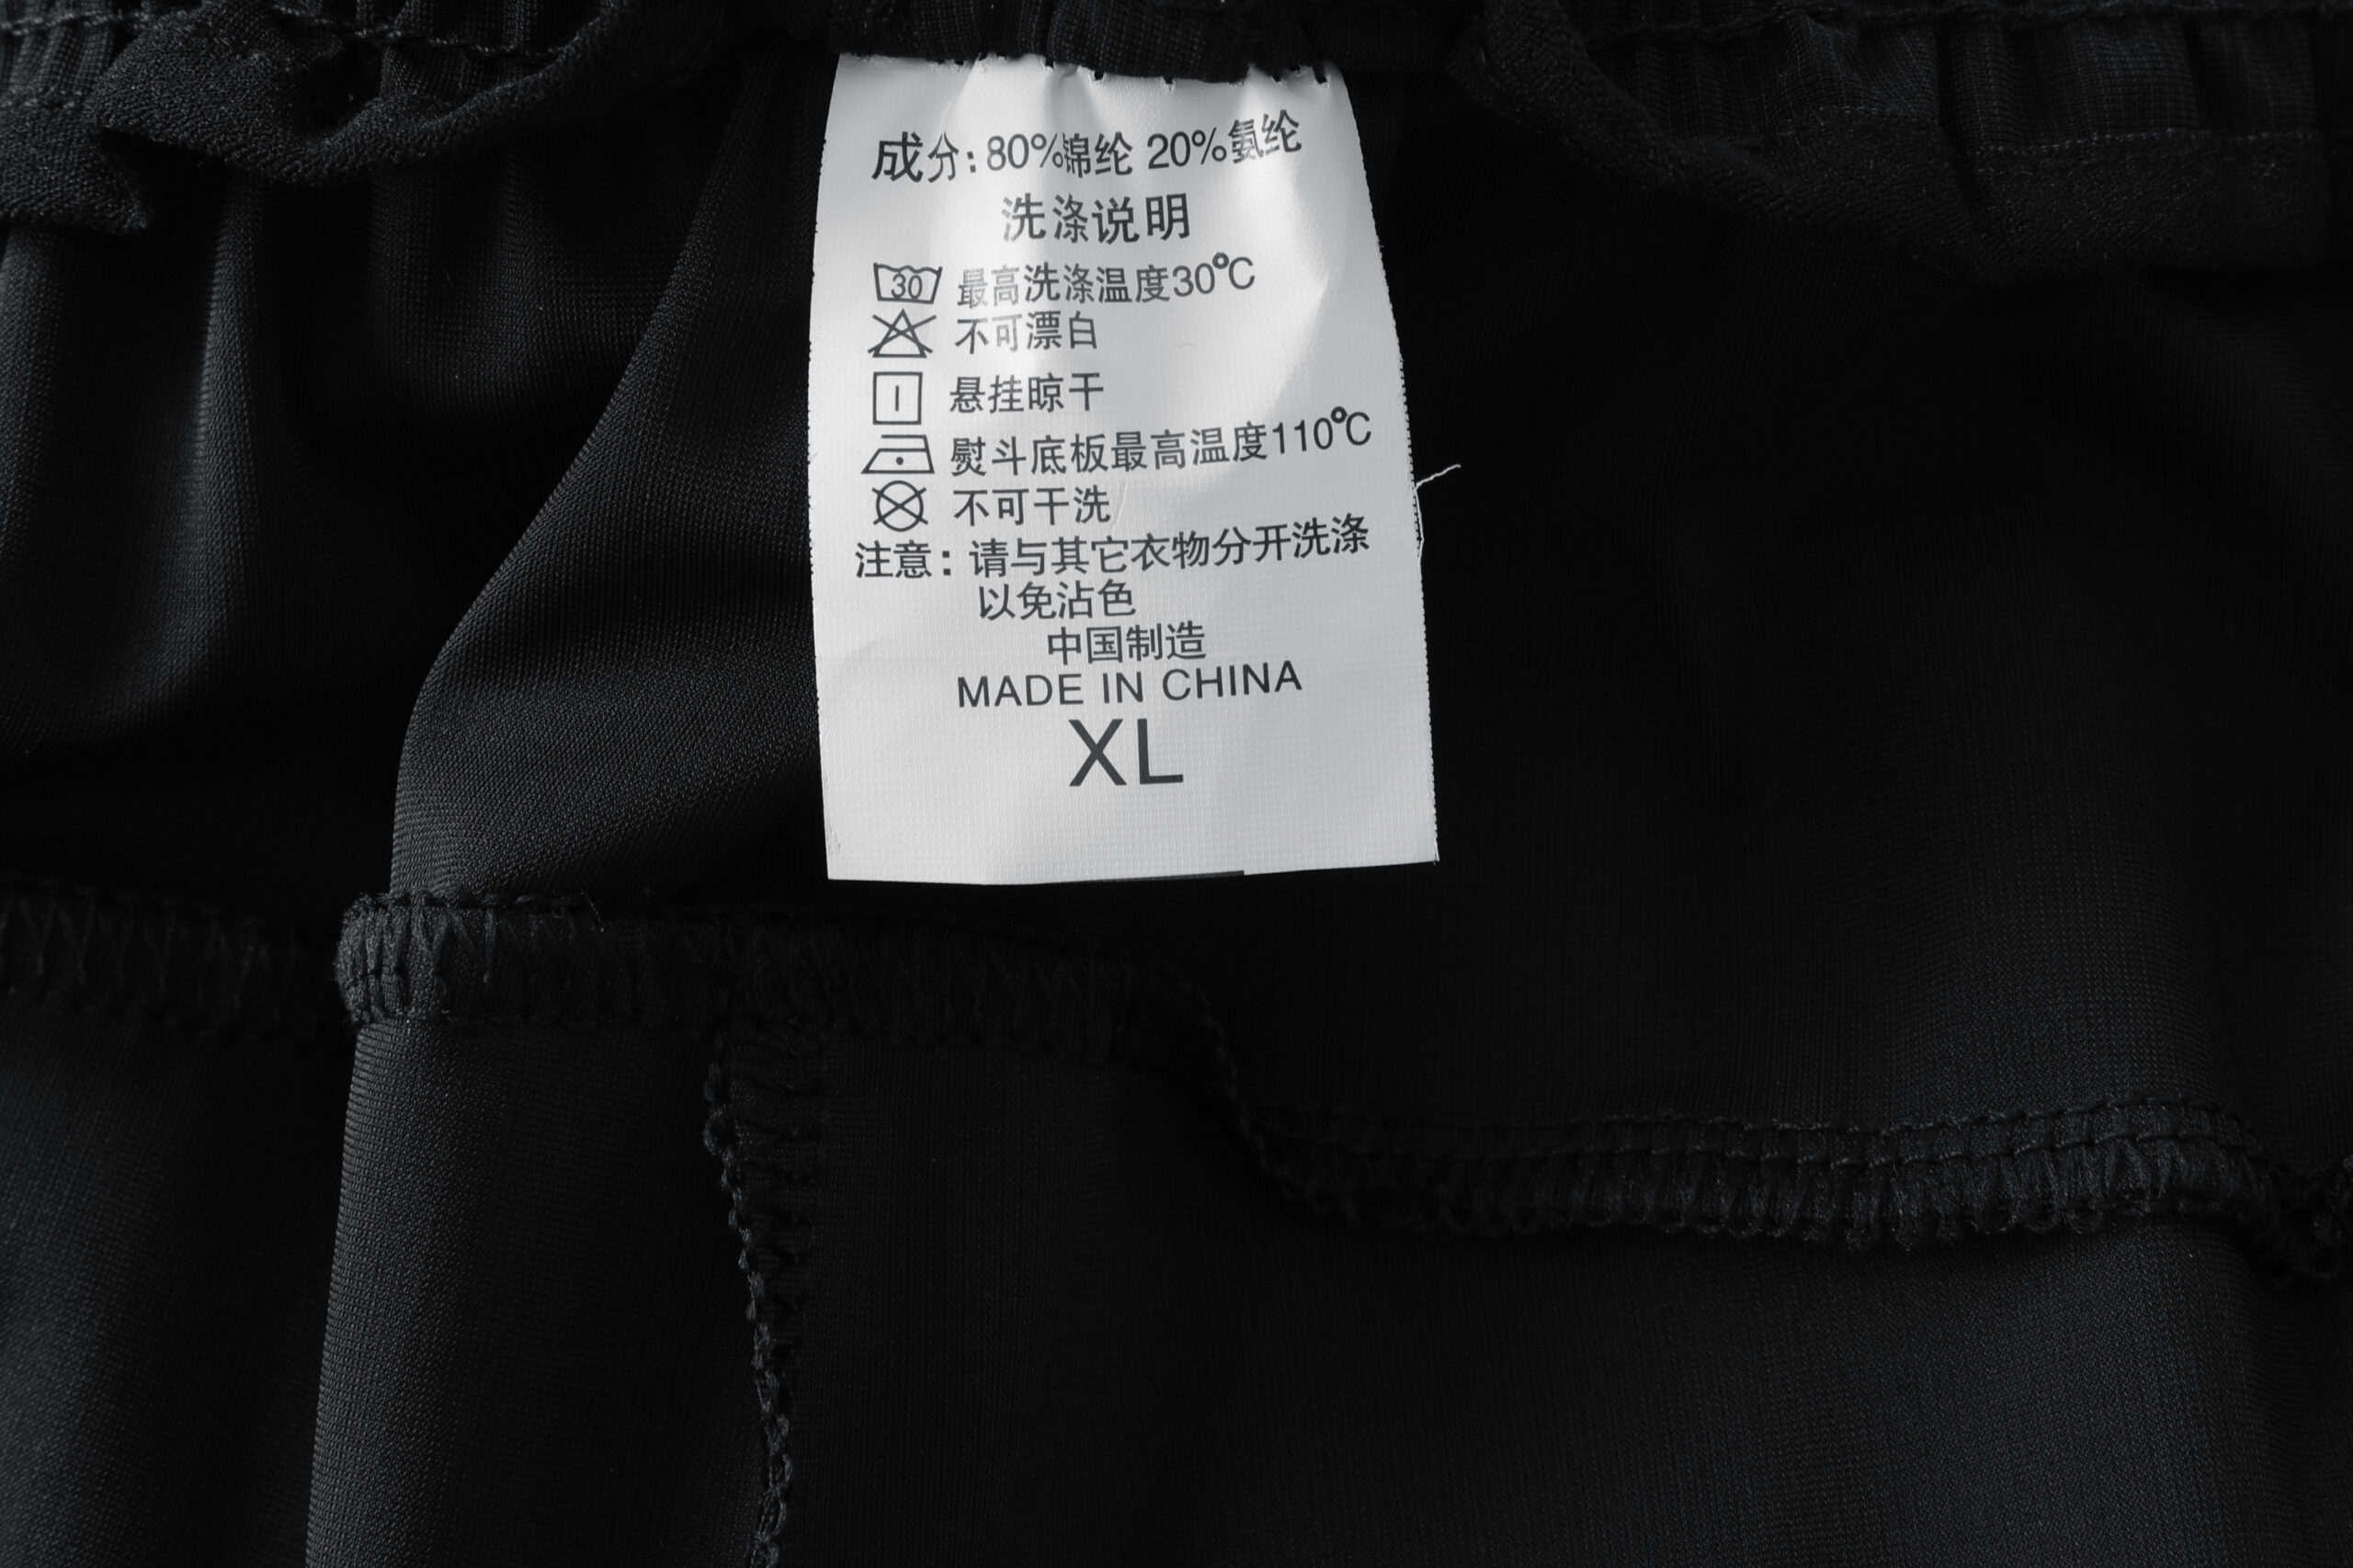 成分:80%锦纶 20%氨纶
洗涤说明
30 最高洗涤温度30℃
不可漂白
悬挂晾干
熨斗底板最高温度110℃
不可干洗
注意:请与其它衣物分开洗涤
以免沾色
中国制造
MADE IN CHINA
XL